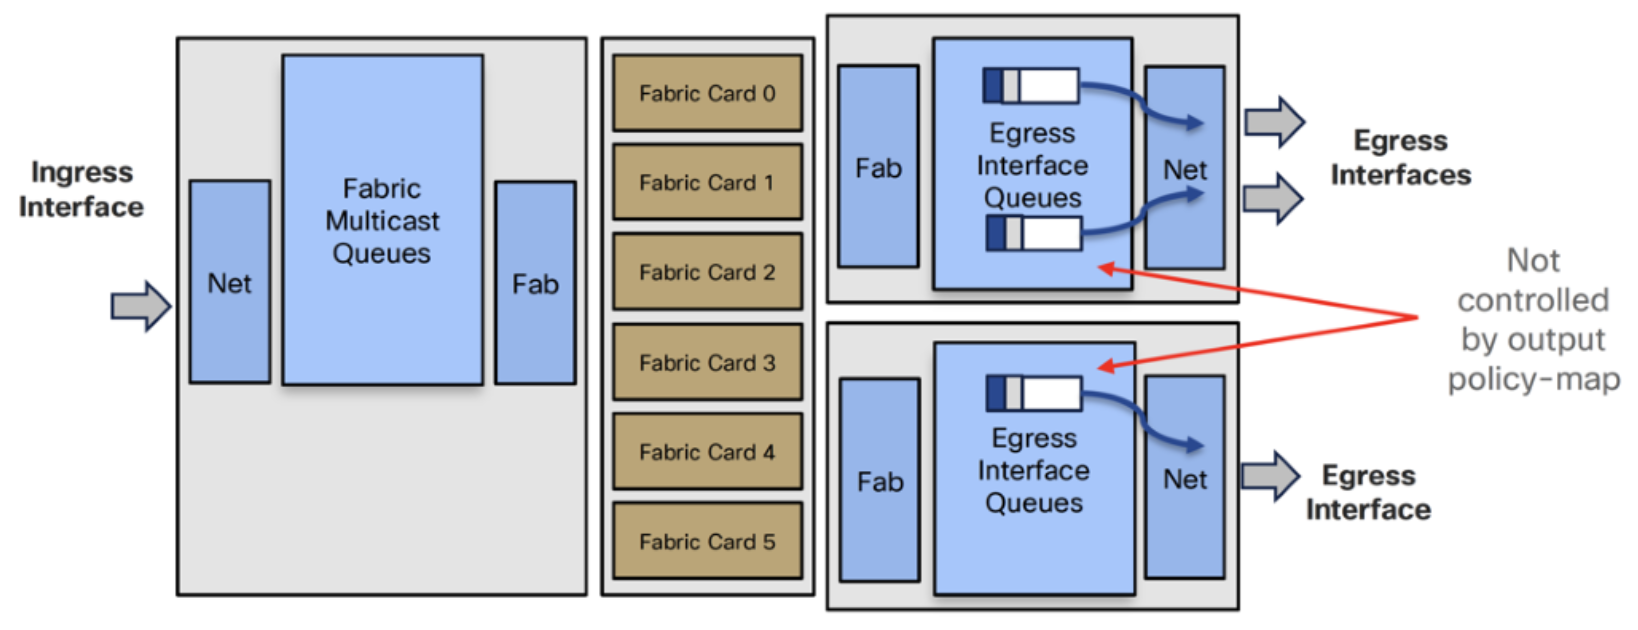 Ingress
Interface
Net
Fabric
Multicast
Queues
Fab
Fabric Card 0
Fabric Card 1
Fabric Card 2
Fabric Card 3
Fabric Card 4
Fabric Card 5
Fab
Egress
Interface
Queues
Net
Egress
Interfaces
Not
controlled
by output
policy-map
Fab
Egress
Interface
Queues
Net
Egress
Interface